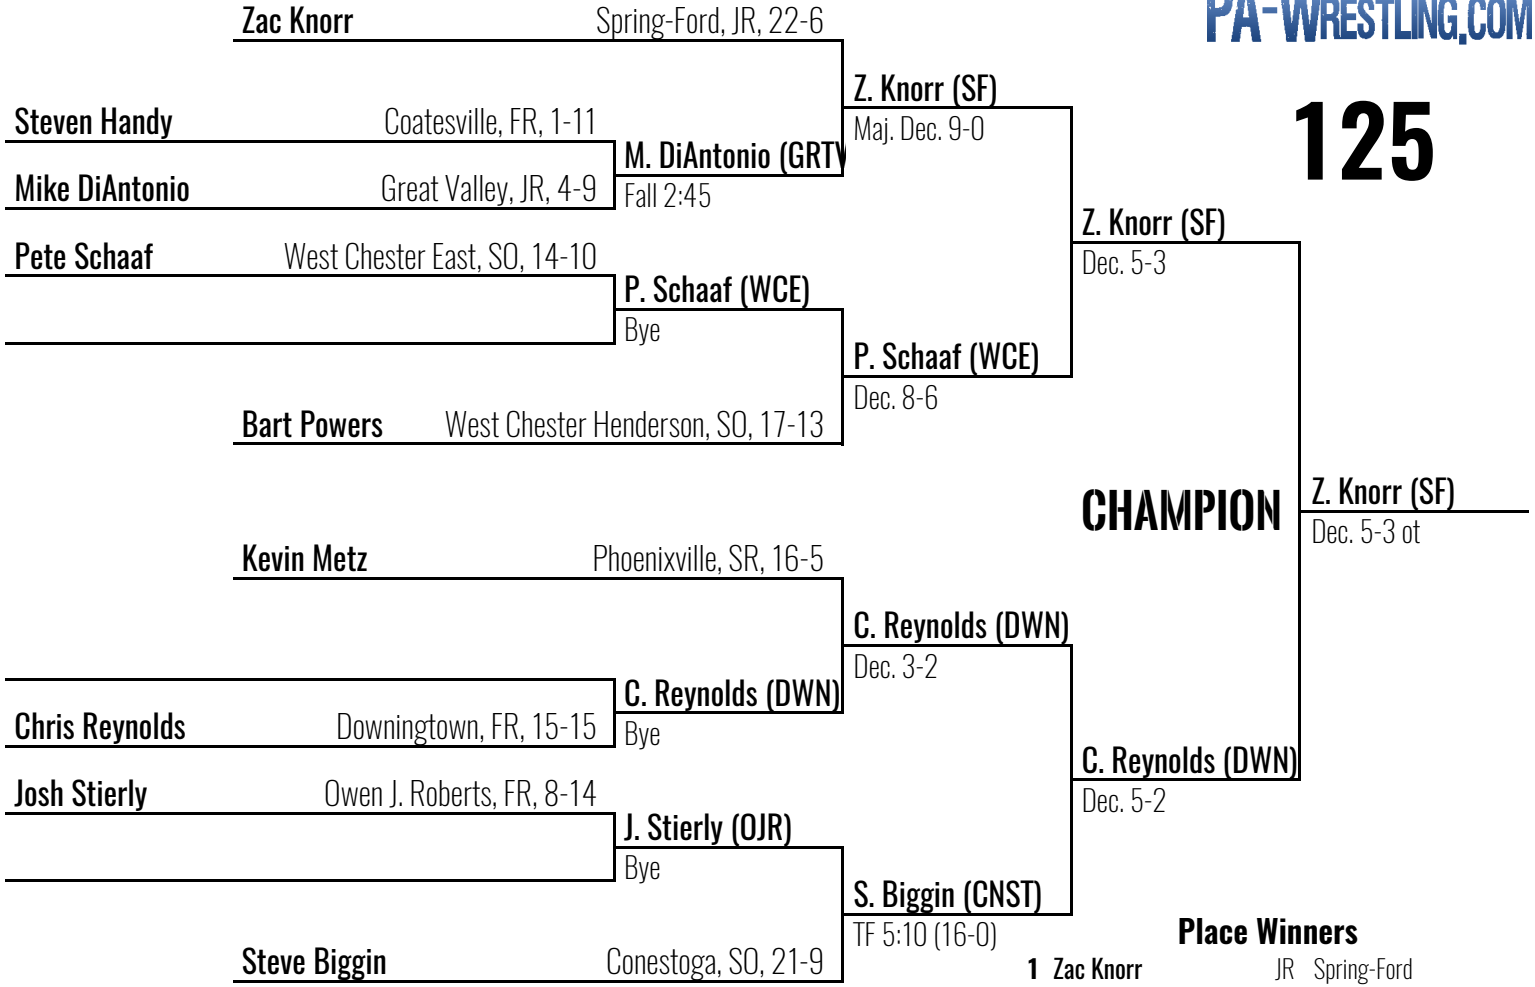 PA-WRESTLING.COM
125
Zac Knorr Spring-Ford, JR, 22-6
Z. Knorr (SF)
Maj. Dec. 9-0
Steven Handy Coatesville, FR, 1-11
M. DiAntonio (GRTV
Fall 2:45
Mike DiAntonio Great Valley, JR, 4-9
Z. Knorr (SF)
Dec. 5-3
Pete Schaaf West Chester East, SO, 14-10
P. Schaaf (WCE)
Bye
P. Schaaf (WCE)
Dec. 8-6
Bart Powers West Chester Henderson, SO, 17-13
CHAMPION
Z. Knorr (SF)
Dec. 5-3 ot
Kevin Metz Phoenixville, SR, 16-5
C. Reynolds (DWN)
Dec. 3-2
C. Reynolds (DWN)
Bye
Chris Reynolds Downingtown, FR, 15-15
C. Reynolds (DWN)
Dec. 5-2
Josh Stierly Owen J. Roberts, FR, 8-14
J. Stierly (OJR)
Bye
S. Biggin (CNST)
TF 5:10 (16-0)
Steve Biggin Conestoga, SO, 21-9
Place Winners
1 Zac Knorr JR Spring-Ford